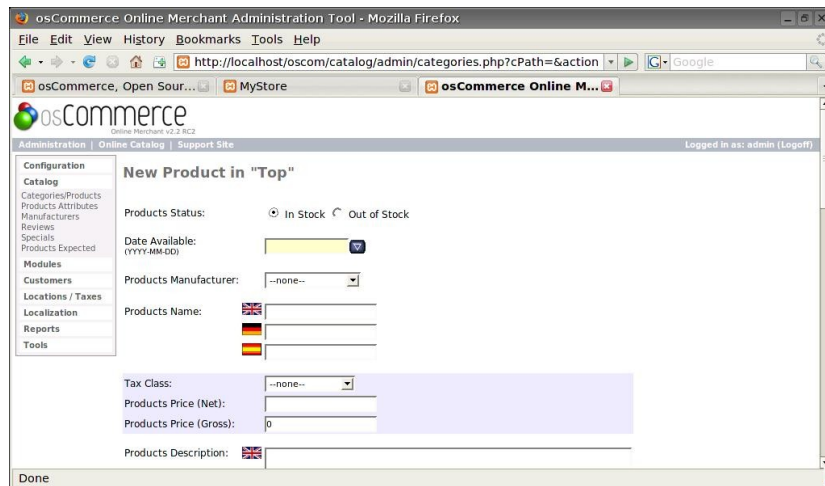 osCommerce Online Merchant Administration Tool - Mozilla Firefox
File Edit View History Bookmarks Tools Help
http://localhost/oscom/catalog/admin/categories.php?cPath=&action
G Google
osCommerce, Open Sour...
MyStore
osCommerce Online M...
osCommerce
Online Merchant v2.2 RC2
Administration | Online Catalog | Support Site
Logged in as: admin (Logoff)
Configuration
Catalog
Categories/Products
Products Attributes
Manufacturers
Reviews
Specials
Products Expected
Modules
Customers
Locations / Taxes
Localization
Reports
Tools
New Product in "Top"
Products Status: In Stock Out of Stock
Date Available:
(YYYY-MM-DD)
Products Manufacturer: --none--
Products Name:
Tax Class: --none--
Products Price (Net):
Products Price (Gross): 0
Products Description:
Done